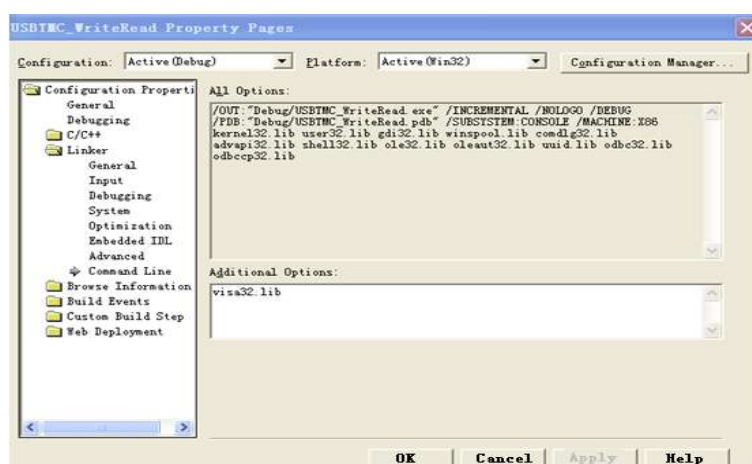 USBTMC_WriteRead Property Pages
Configuration: Active(Debug) Platform: Active(Win32) Configuration Manager...
Configuration Properti
General
Debugging
C/C++
Linker
General
Input
Debugging
System
Optimization
Embedded IDL
Advanced
Command Line
Browse Information
Build Events
Custom Build Step
Web Deployment
All Options:
/OUT:"Debug/USBTMC_WriteRead.exe" /INCREMENTAL /NOLOGO /DEBUG
/PDB:"Debug/USBTMC_WriteRead.pdb" /SUBSYSTEM:CONSOLE /MACHINE:X86
kernel32.lib user32.lib gdi32.lib winspool.lib comdlg32.lib
advapi32.lib shell32.lib ole32.lib oleaut32.lib uuid.lib odbc32.lib
odbccp32.lib
Additional Options:
visa32.lib
OK Cancel Apply Help